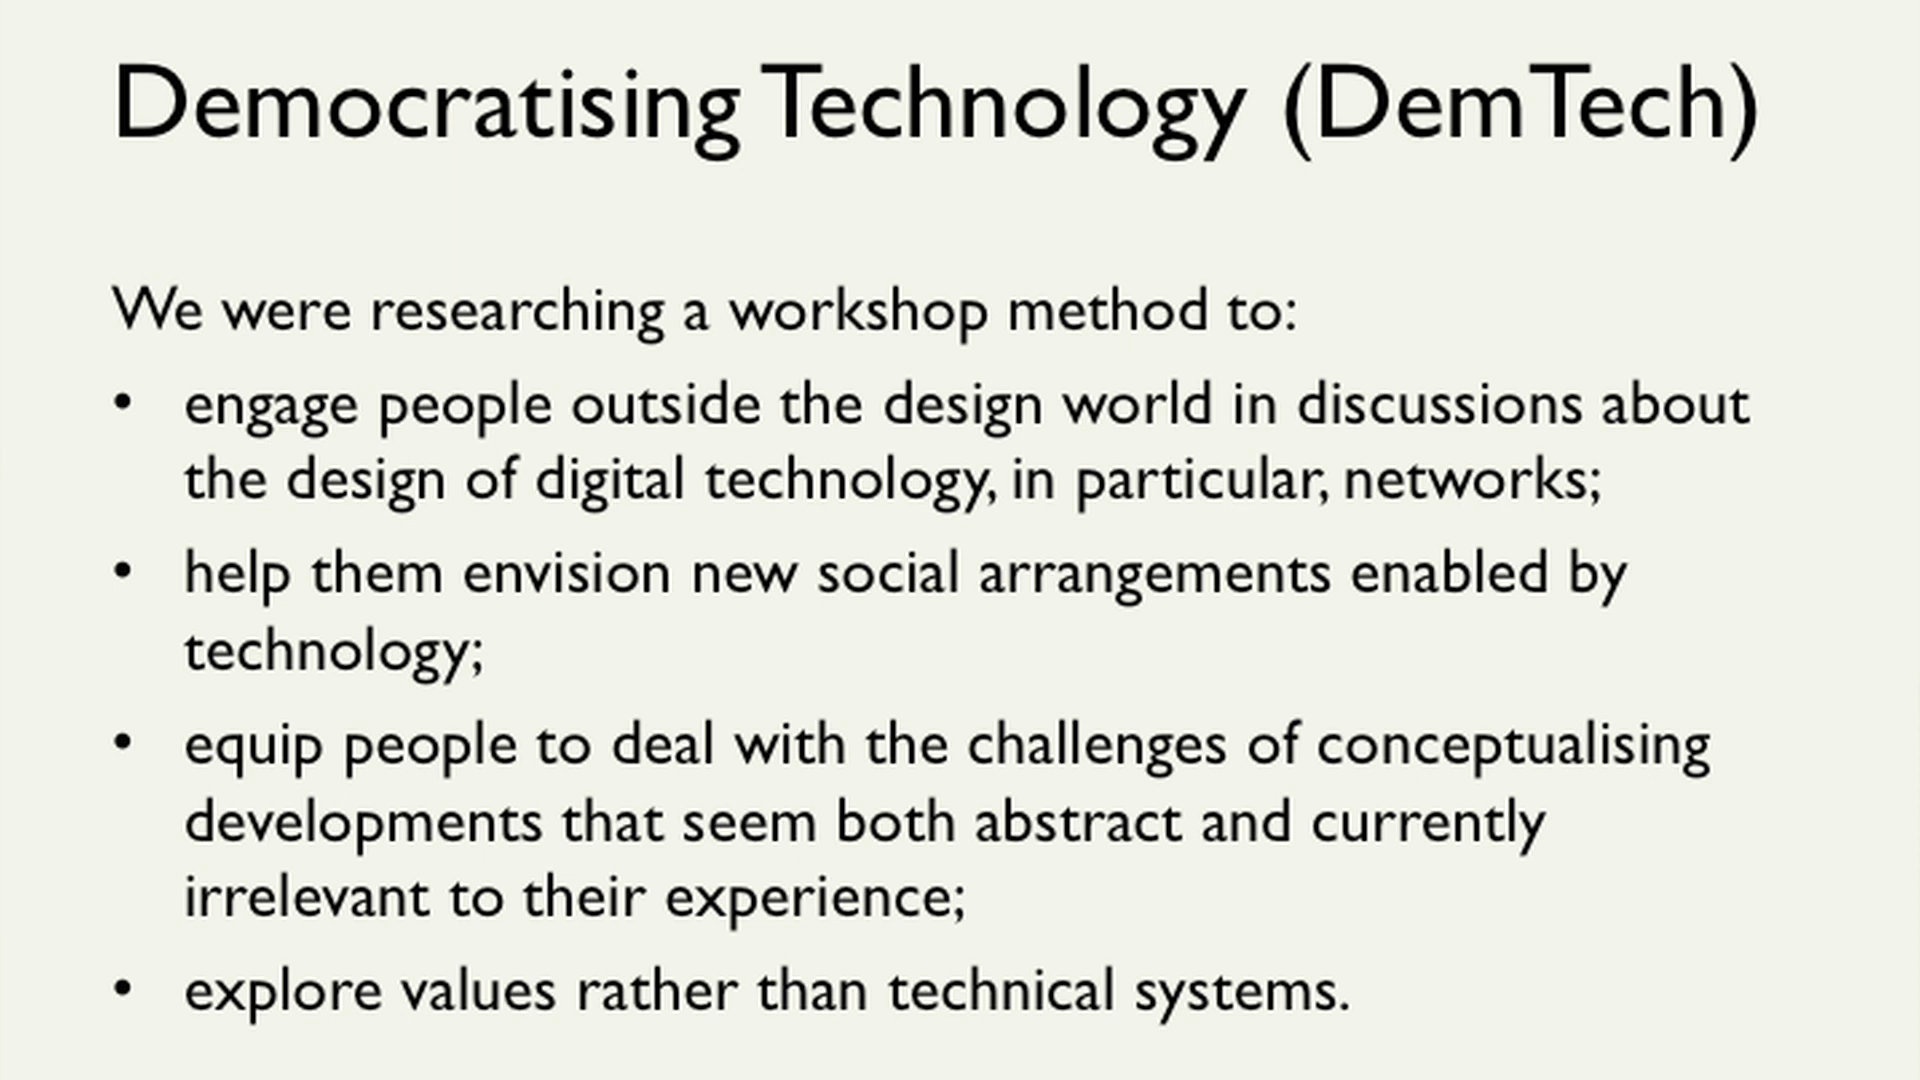 Democratising Technology (DemTech)
We were researching a workshop method to:
• engage people outside the design world in discussions about
the design of digital technology, in particular, networks;
• help them envision new social arrangements enabled by
technology;
• equip people to deal with the challenges of conceptualising
developments that seem both abstract and currently
irrelevant to their experience;
• explore values rather than technical systems.